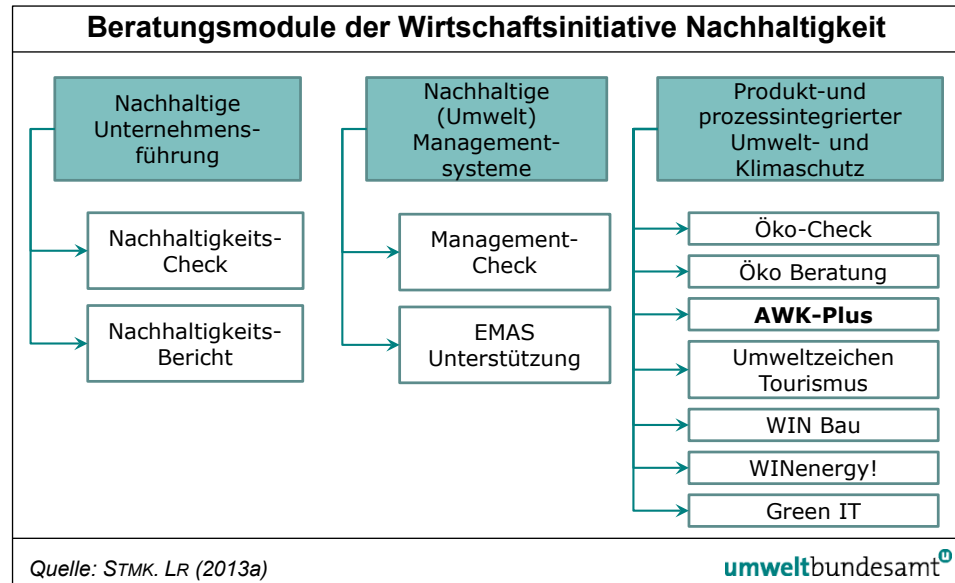 Beratungsmodule der Wirtschaftsinitiative Nachhaltigkeit
Nachhaltige
Unternehmens-
führung
Nachhaltigkeits-
Check
Nachhaltigkeits-
Bericht
Nachhaltige
(Umwelt)
Management-
systeme
Management-
Check
EMAS
Unterstützung
Produkt-und
prozessintegrierter
Umwelt- und
Klimaschutz
Öko-Check
Öko Beratung
AWK-Plus
Umweltzeichen
Tourismus
WIN Bau
WINenergy!
Green IT
Quelle: STMK. LR (2013a)
umweltbundesamt